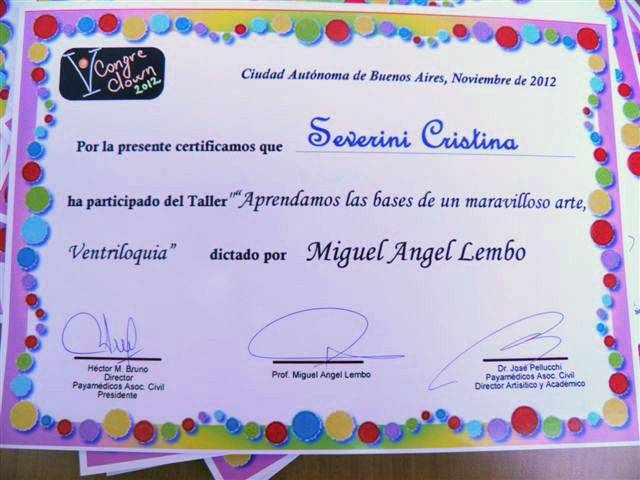 V Congre
Clown
2012
Ciudad Autónoma de Buenos Aires, Noviembre de 2012
Por la presente certificamos que Severini Cristina
ha participado del Taller "“Aprendamos las bases de un maravilloso arte,
Ventriloquia” dictado por Miguel Angel Lembo
Héctor M. Bruno
Director
Payamédicos Asoc. Civil
Presidente
Prof. Miguel Angel Lembo
Dr. José Pellucchi
Payamédicos Asoc. Civil
Director Artísitico y Académico